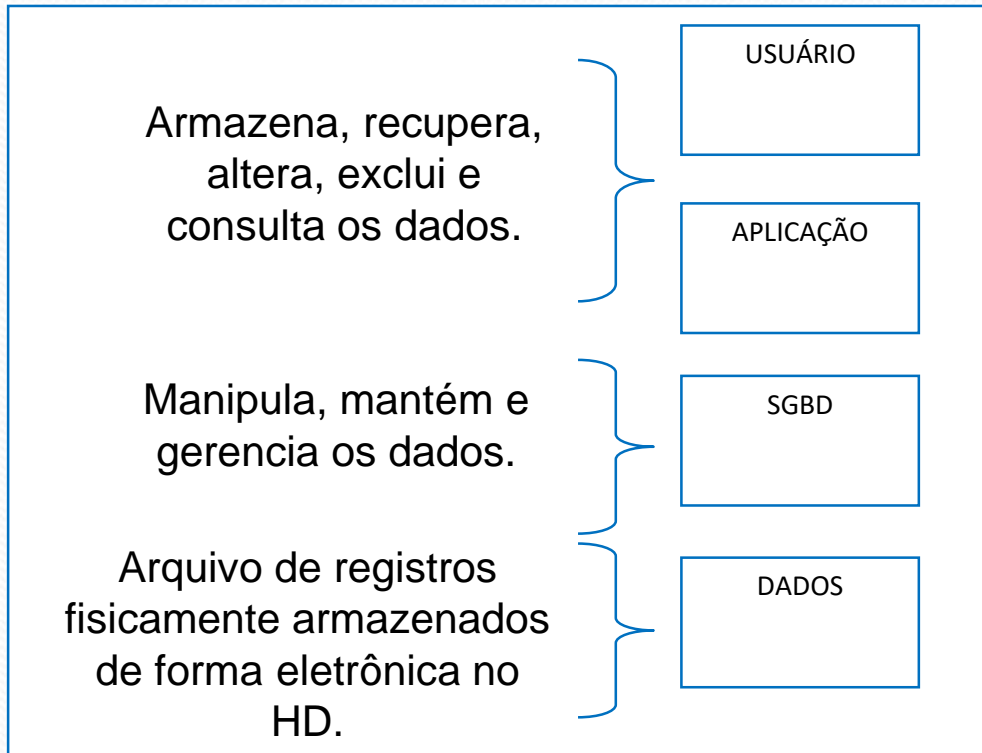 USUÁRIO
Armazena, recupera,
altera, exclui e
consulta os dados.
APLICAÇÃO
Manipula, mantém e
gerencia os dados.
SGBD
Arquivo de registros
fisicamente armazenados
de forma eletrônica no
HD.
DADOS